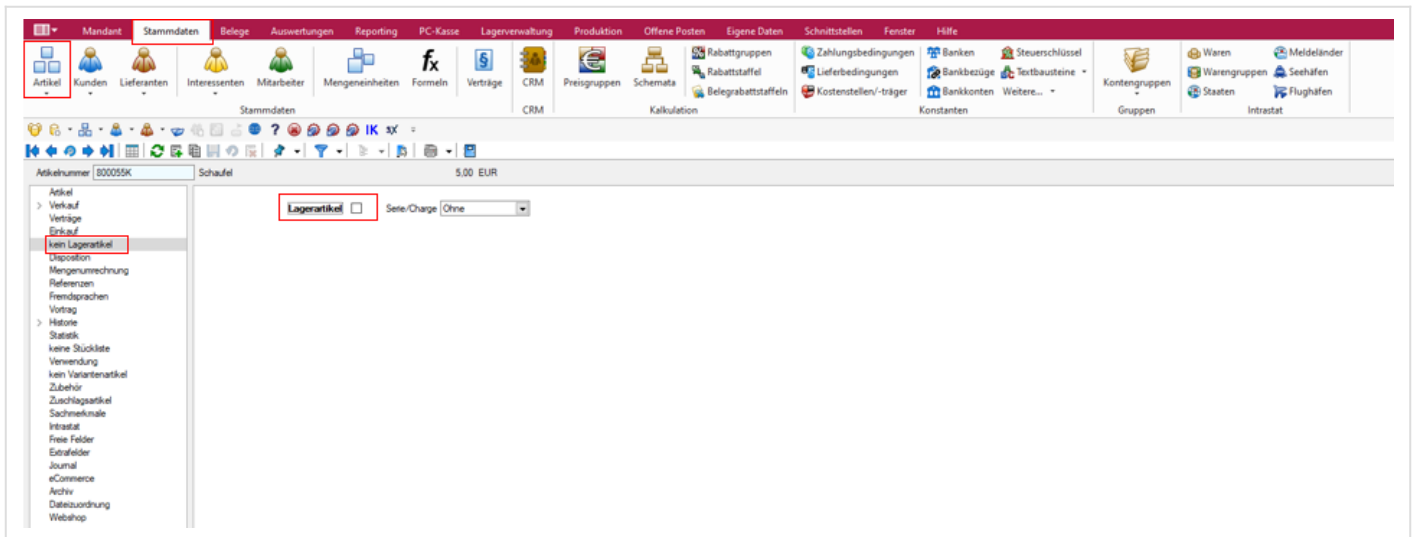 Mandant Stammdaten Belege Auswertungen Reporting PC-Kasse Lagerverwaltung Produktion Offene Posten Eigene Daten Schnittstellen Fenster Hilfe
Artikel Kunden Lieferanten Interessenten Mitarbeiter Mengeneinheiten fx Formeln § Verträge CRM Preisgruppen Schemata
Rabattgruppen Zahlungsbedingungen Banken Steuerschlüssel Kontengruppen Waren Meldeländer
Rabattstaffel Lieferbedingungen Bankbezüge Textbausteine Warengruppen Seehäfen
Belegrabattstaffeln Kostenstellen/-träger Bankkonten Weitere... Staaten Flughäfen
Stammdaten CRM Kalkulation Konstanten Gruppen Intrastat
? IK
Artikelnummer 800055K Schaufel 5,00 EUR
Artikel
Verkauf
Verträge
Einkauf
kein Lagerartikel
Disposition
Mengenumrechnung
Referenzen
Fremdsprachen
Vortrag
Historie
Statistik
keine Stückliste
Verwendung
kein Variantenartikel
Zubehör
Zuschlagsartikel
Sachmerkmale
Intrastat
Freie Felder
Extrafelder
Journal
eCommerce
Archiv
Dateizuordnung
Webshop
Lagerartikel Serie/Charge Ohne